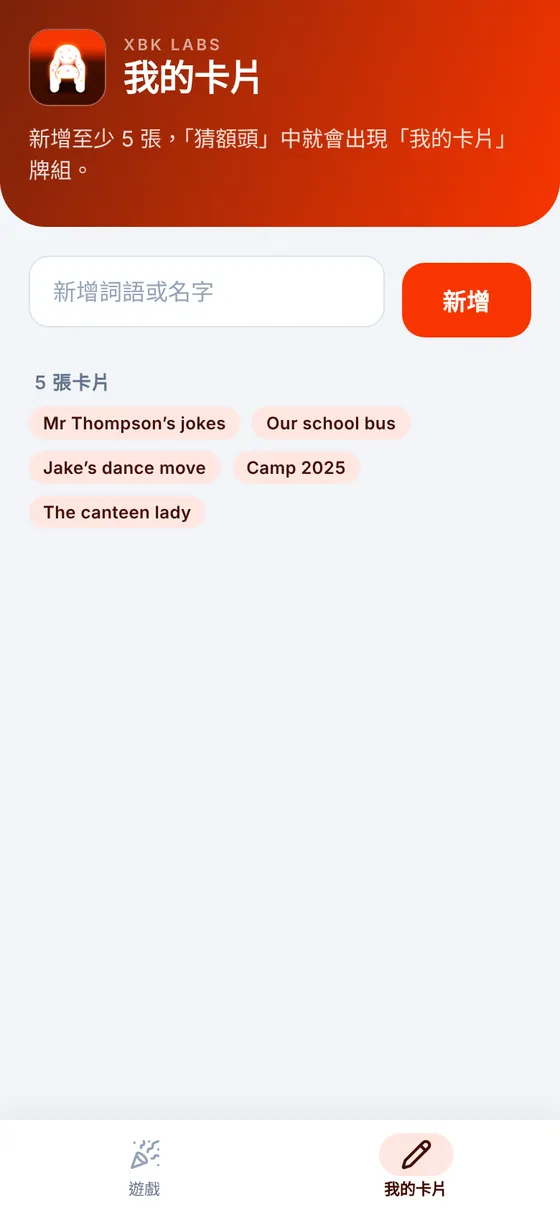 XBK LABS
我的卡片
新增至少 5 張，「猜額頭」中就會出現「我的卡片」
牌組。
新增詞語或名字
新增
5 張卡片
Mr Thompson’s jokes
Our school bus
Jake’s dance move
Camp 2025
The canteen lady
遊戲
我的卡片